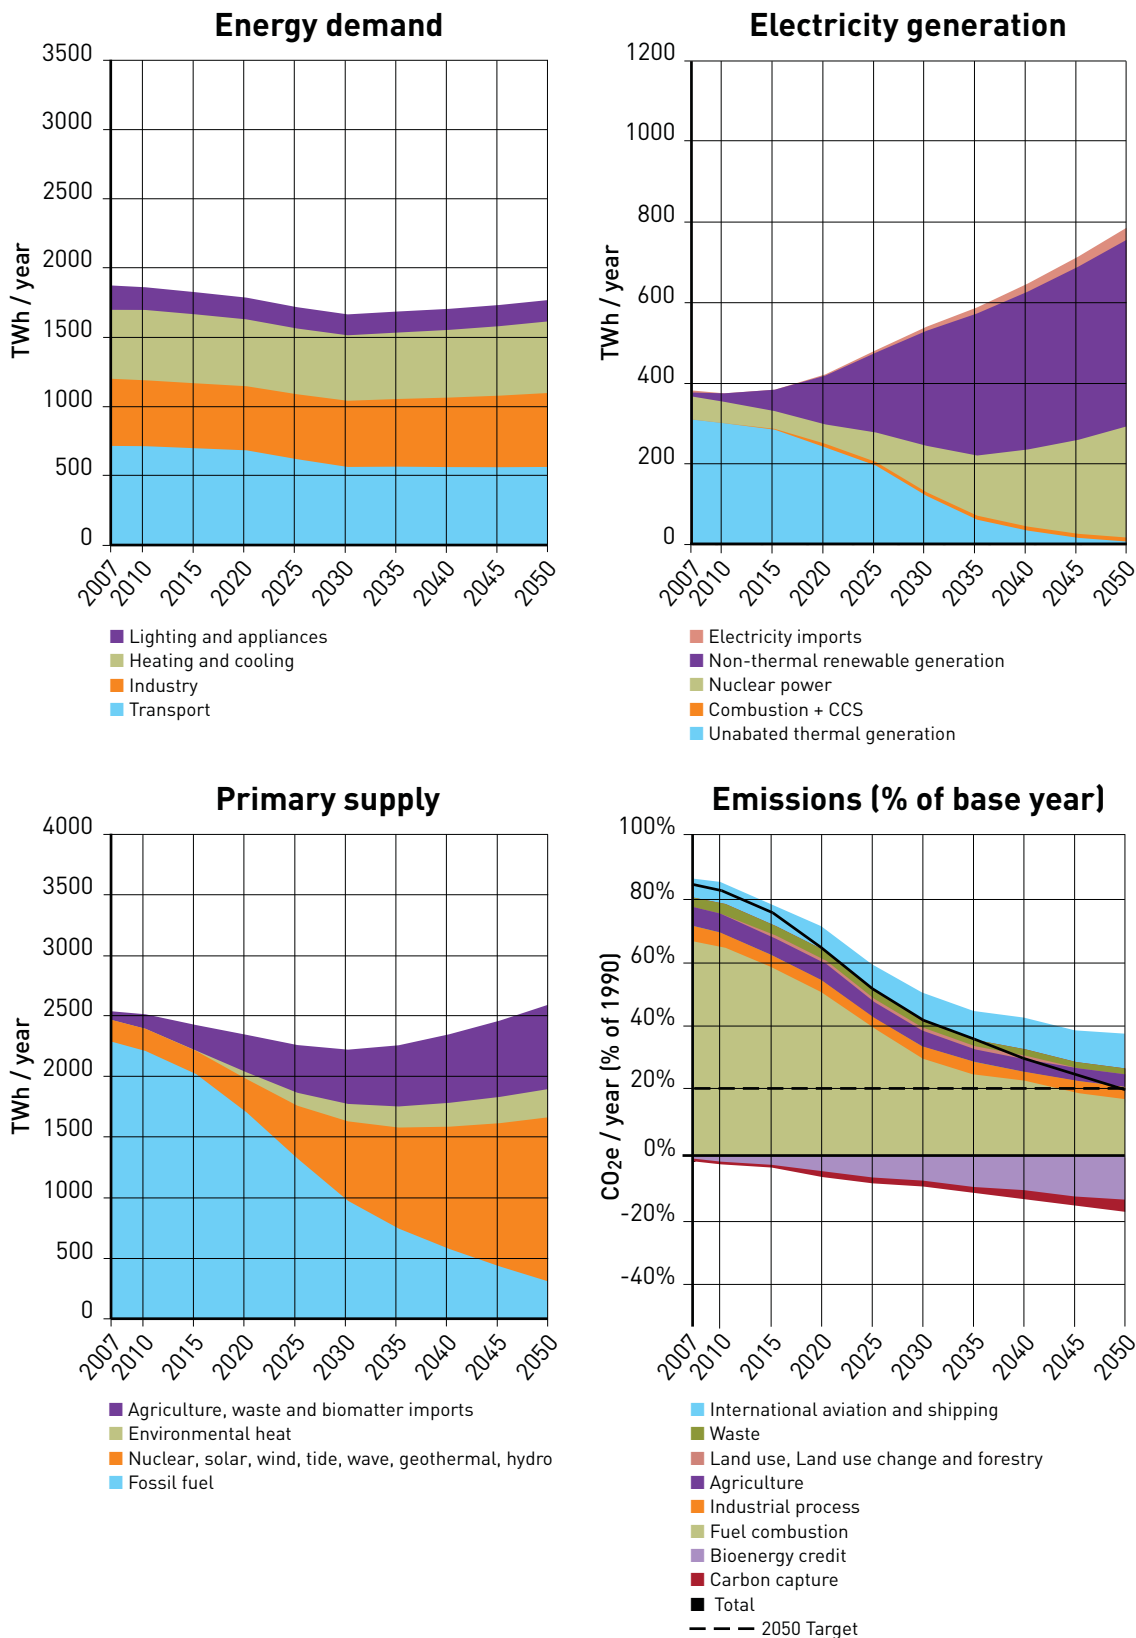 Energy demand
3500
3000
2500
2000
1500
1000
500
0
TWh / year
2007
2010
2015
2020
2025
2030
2035
2040
2045
2050
Lighting and appliances
Heating and cooling
Industry
Transport
Electricity generation
1200
1000
800
600
400
200
0
TWh / year
2007
2010
2015
2020
2025
2030
2035
2040
2045
2050
Electricity imports
Non-thermal renewable generation
Nuclear power
Combustion + CCS
Unabated thermal generation
Primary supply
4000
3500
3000
2500
2000
1500
1000
500
0
TWh / year
2007
2010
2015
2020
2025
2030
2035
2040
2045
2050
Agriculture, waste and biomatter imports
Environmental heat
Nuclear, solar, wind, tide, wave, geothermal, hydro
Fossil fuel
Emissions (% of base year)
100%
80%
60%
40%
20%
0%
-20%
-40%
CO2e / year (% of 1990)
2007
2010
2015
2020
2025
2030
2035
2040
2045
2050
International aviation and shipping
Waste
Land use, Land use change and forestry
Agriculture
Industrial process
Fuel combustion
Bioenergy credit
Carbon capture
Total
2050 Target